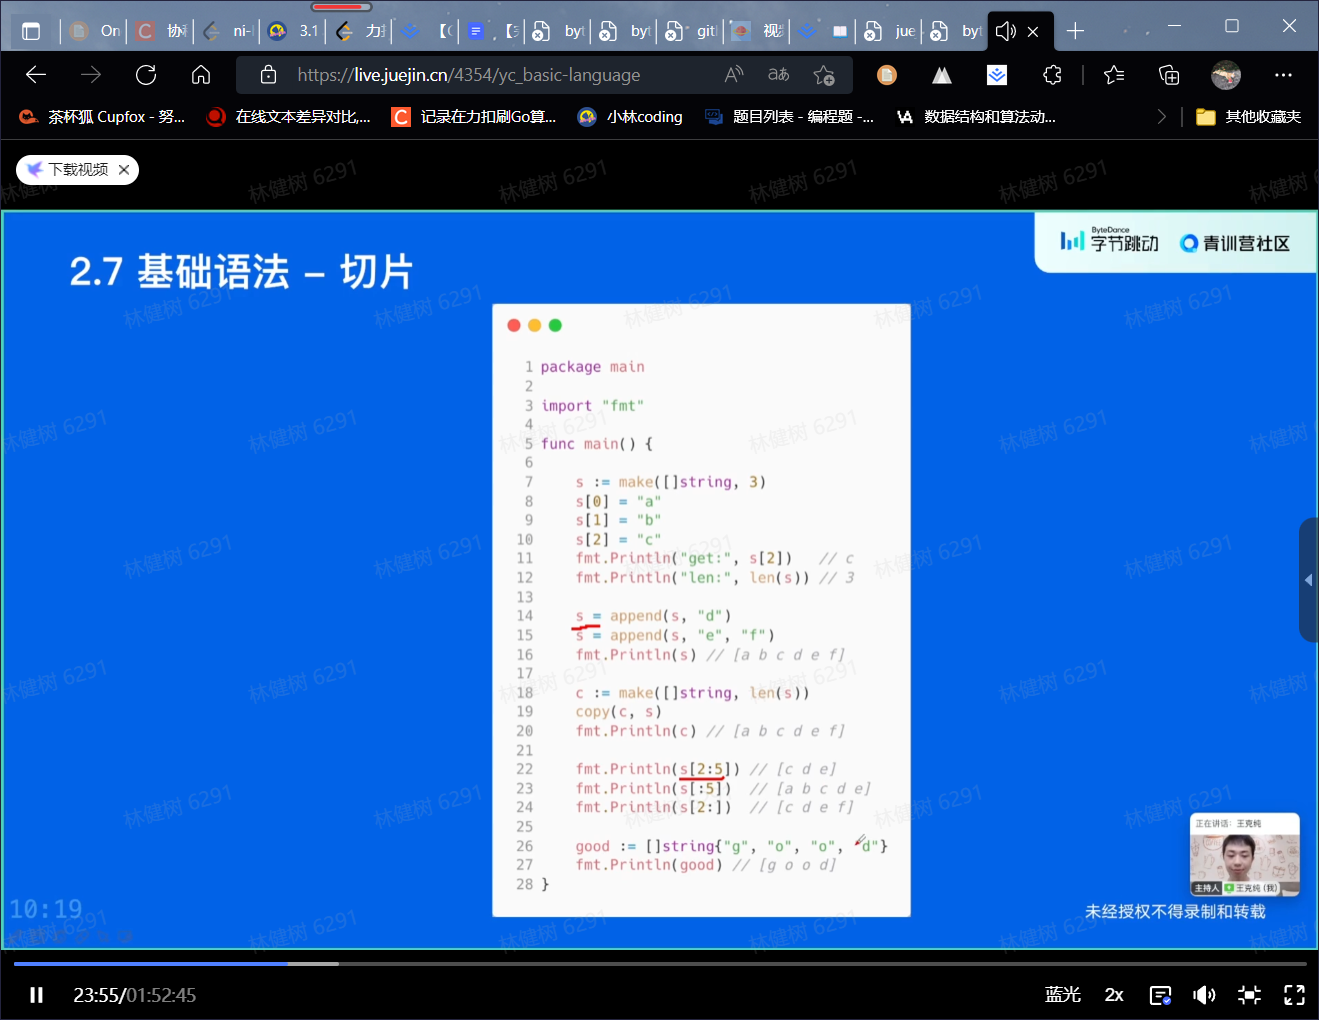 On
协
ni-
3.1
力
by
by
git
视
jue
by
https://live.juejin.cn/4354/yc_basic-language
茶杯狐 Cupfox - 努...
在线文本差异对比,...
记录在力扣刷Go算...
小林coding
题目列表 - 编程题 -...
数据结构和算法动...
其他收藏夹
下载视频
林健树 6291
ByteDance
字节跳动
青训营社区
2.7 基础语法 – 切片
1 package main
2
3 import "fmt"
4
5 func main() {
6
7 s := make([]string, 3)
8 s[0] = "a"
9 s[1] = "b"
10 s[2] = "c"
11 fmt.Println("get:", s[2]) // c
12 fmt.Println("len:", len(s)) // 3
13
14 s = append(s, "d")
15 s = append(s, "e", "f")
16 fmt.Println(s) // [a b c d e f]
17
18 c := make([]string, len(s))
19 copy(c, s)
20 fmt.Println(c) // [a b c d e f]
21
22 fmt.Println(s[2:5]) // [c d e]
23 fmt.Println(s[:5]) // [a b c d e]
24 fmt.Println(s[2:]) // [c d e f]
25
26 good := []string{"g", "o", "o", "d"}
27 fmt.Println(good) // [g o o d]
28 }
正在讲话: 王克纯
主持人 王克纯 (我)
10:19
未经授权不得录制和转载
23:55/01:52:45
蓝光
2x